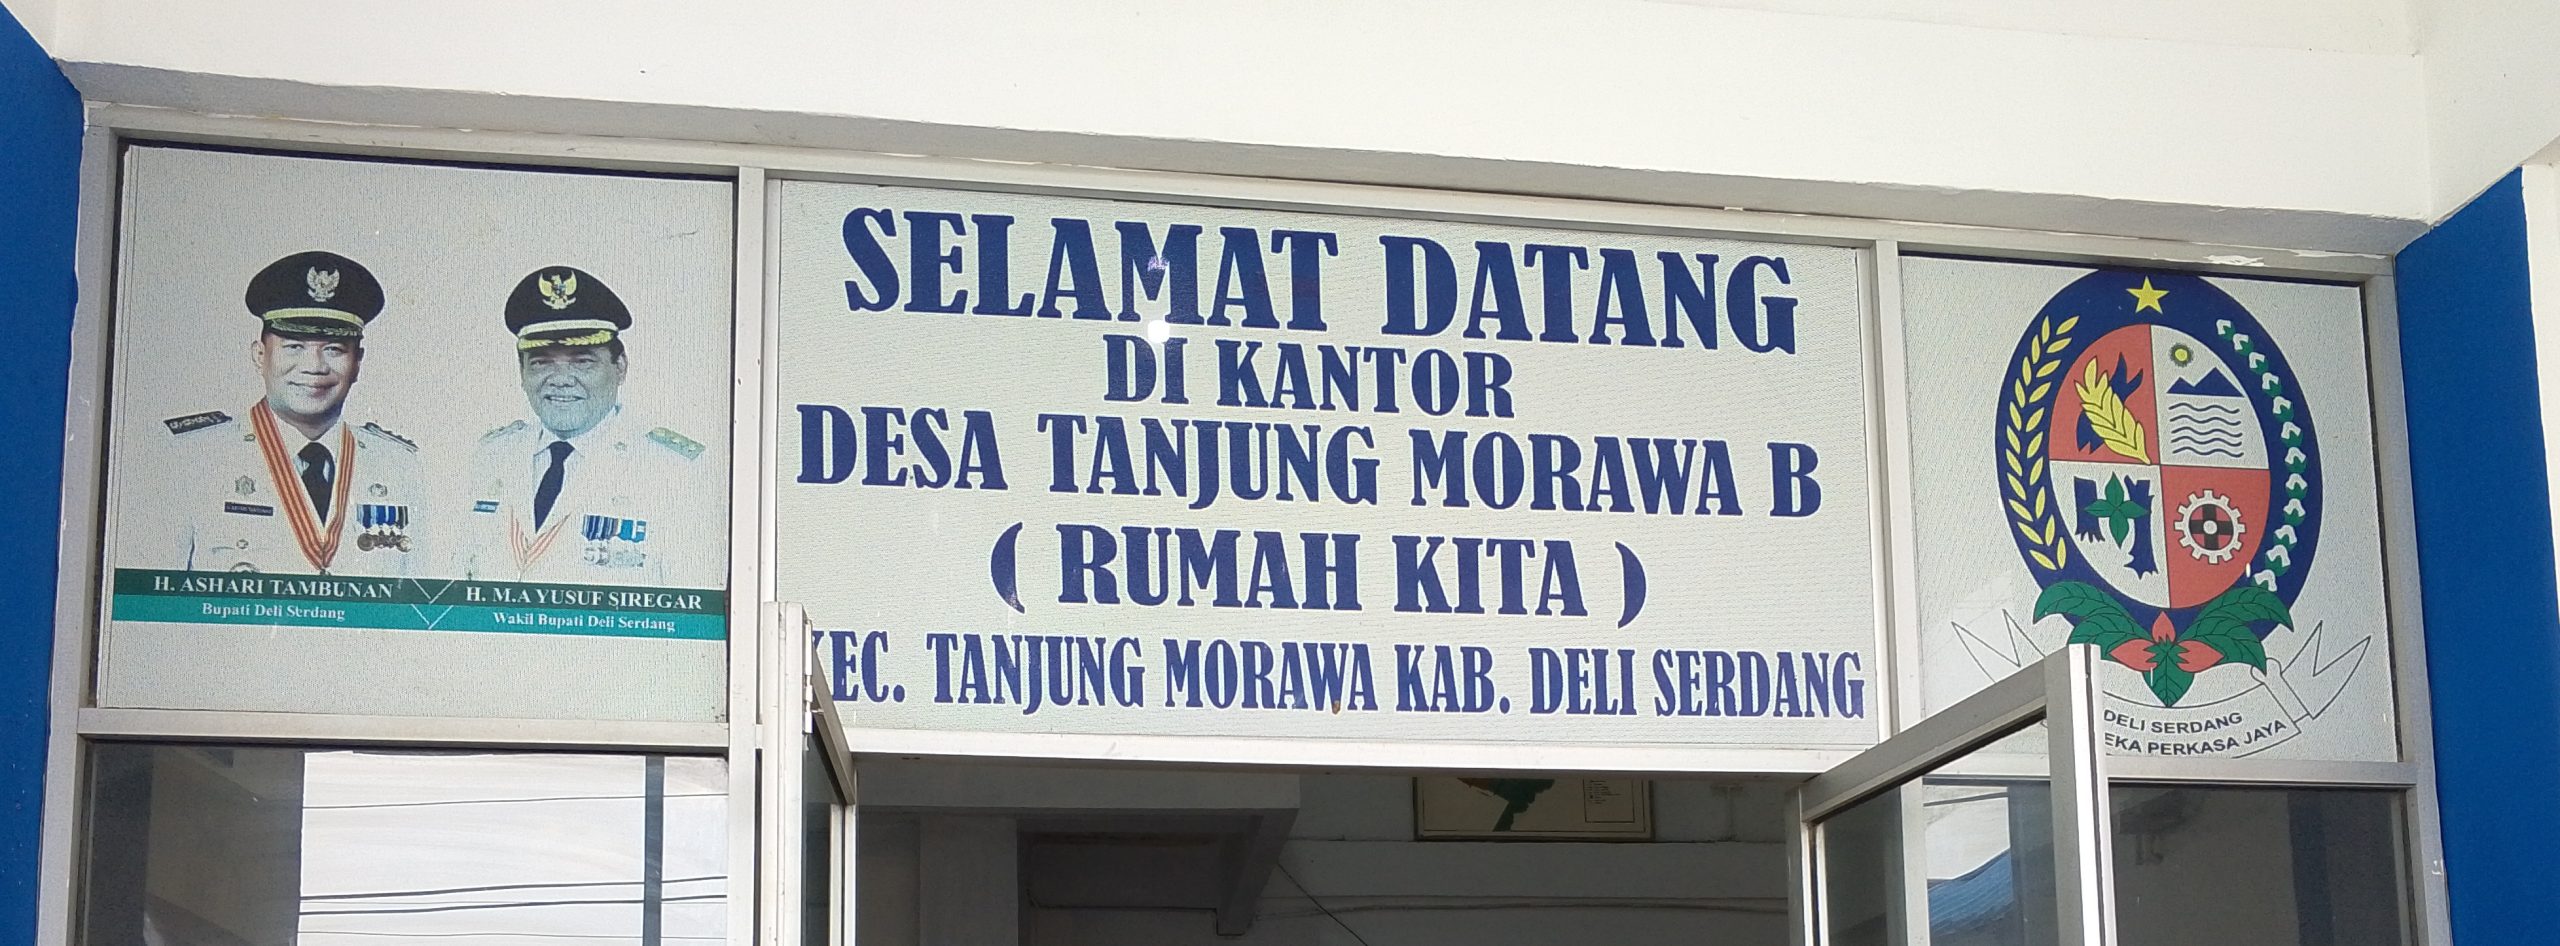 H. ASHARI TAMBUNAN
Bupati Deli Serdang
H. M.A YUSUF SIREGAR
Wakil Bupati Deli Serdang
SELAMAT DATANG
DI KANTOR
DESA TANJUNG MORAWA B
( RUMAH KITA )
KEC. TANJUNG MORAWA KAB. DELI SERDANG
DELI SERDANG
EKA PERKASA JAYA